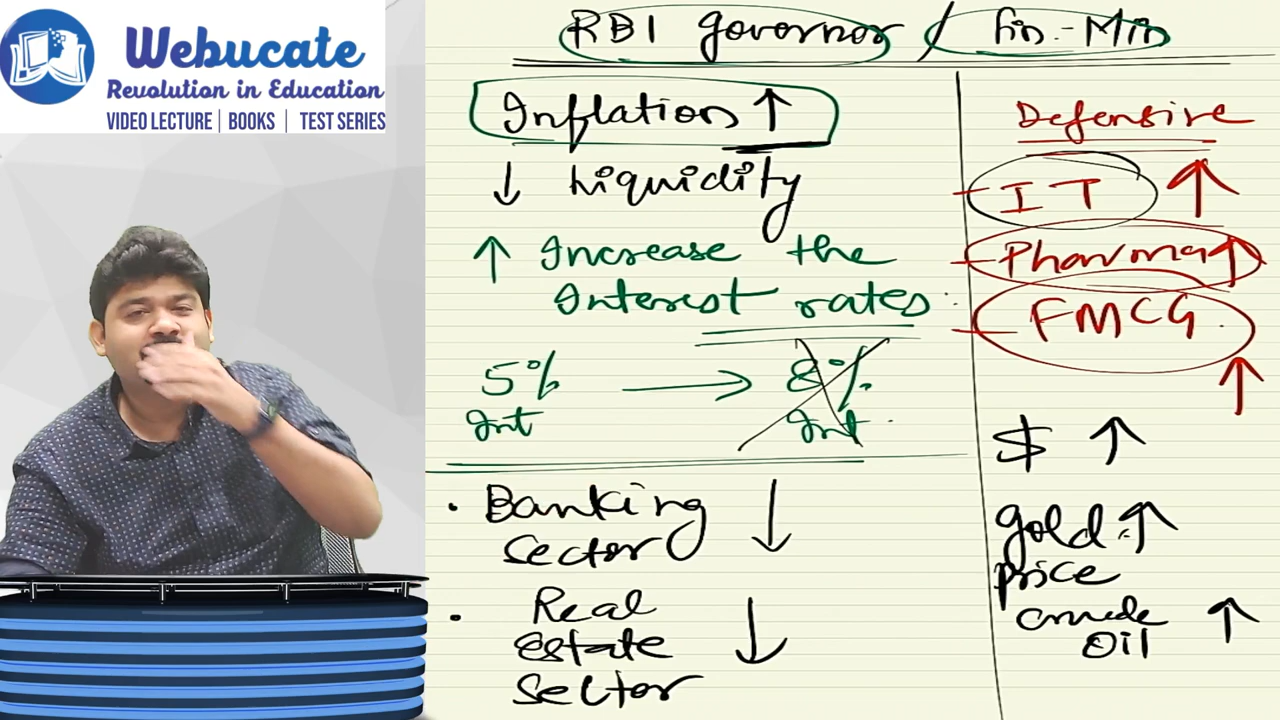 Webucate
Revolution in Education
VIDEO LECTURE | BOOKS | TEST SERIES
RBI governor / Fin.-Min
Inflation ↑
↓ Liquidity
↑ Increase the
Interest rates
5% → 8%
Int Int
• Banking ↓
Sector
• Real ↓
Estate
Sector
Defensive
- IT ↑
- Pharma ↑
- FMCG
↑
$ ↑
Gold ↑
price
crude ↑
Oil